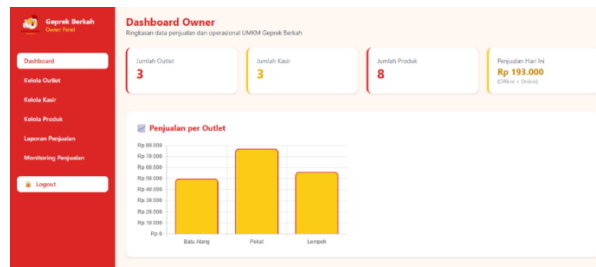 Geprek Berkah
Owner Panel
Dashboard
Kelola Outlet
Kelola Kasir
Kelola Produk
Laporan Penjualan
Monitoring Penjualan
Logout
Dashboard Owner
Ringkasan data penjualan dan operasional UMKM Geprek Berkah
Jumlah Outlet
3
Jumlah Kasir
3
Jumlah Produk
8
Penjualan Hari Ini
Rp 193.000
(Offline + Online)
Penjualan per Outlet
Rp 80.000
Rp 70.000
Rp 60.000
Rp 50.000
Rp 40.000
Rp 30.000
Rp 20.000
Rp 10.000
Rp 0
Batu Alang
Pekat
Lempeh